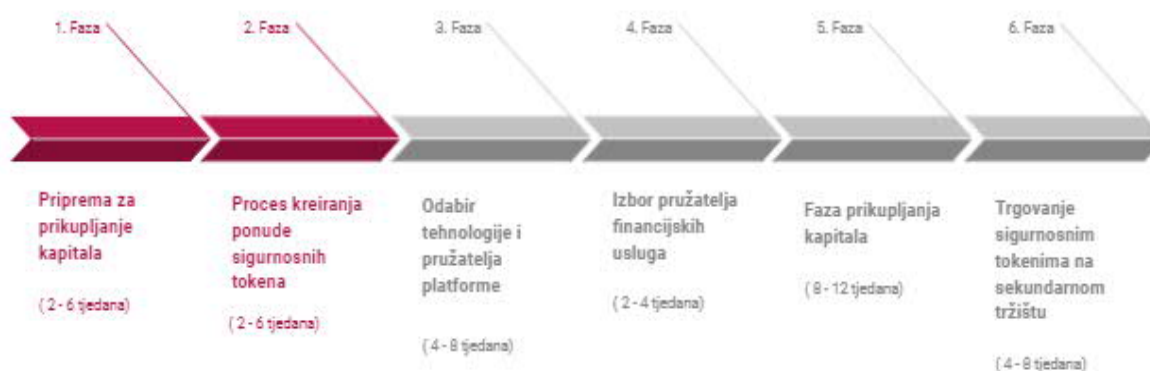 1. Faza
2. Faza
3. Faza
4. Faza
5. Faza
6. Faza
Priprema za
prikupljanje
kapitala
( 2 - 6 tjedana)
Proces kreiranja
ponude
sigurnosnih
tokena
( 2 - 6 tjedana)
Odabir
tehnologije i
pružatelja
platforme
( 4 - 8 tjedana)
Izbor pružatelja
financijskih
usluga
( 2 - 4 tjedana)
Faza prikupljanja
kapitala
( 8 - 12 tjedana)
Trgovanje
sigurnosnim
tokenima na
sekundarnom
tržištu
( 4 - 8 tjedana)